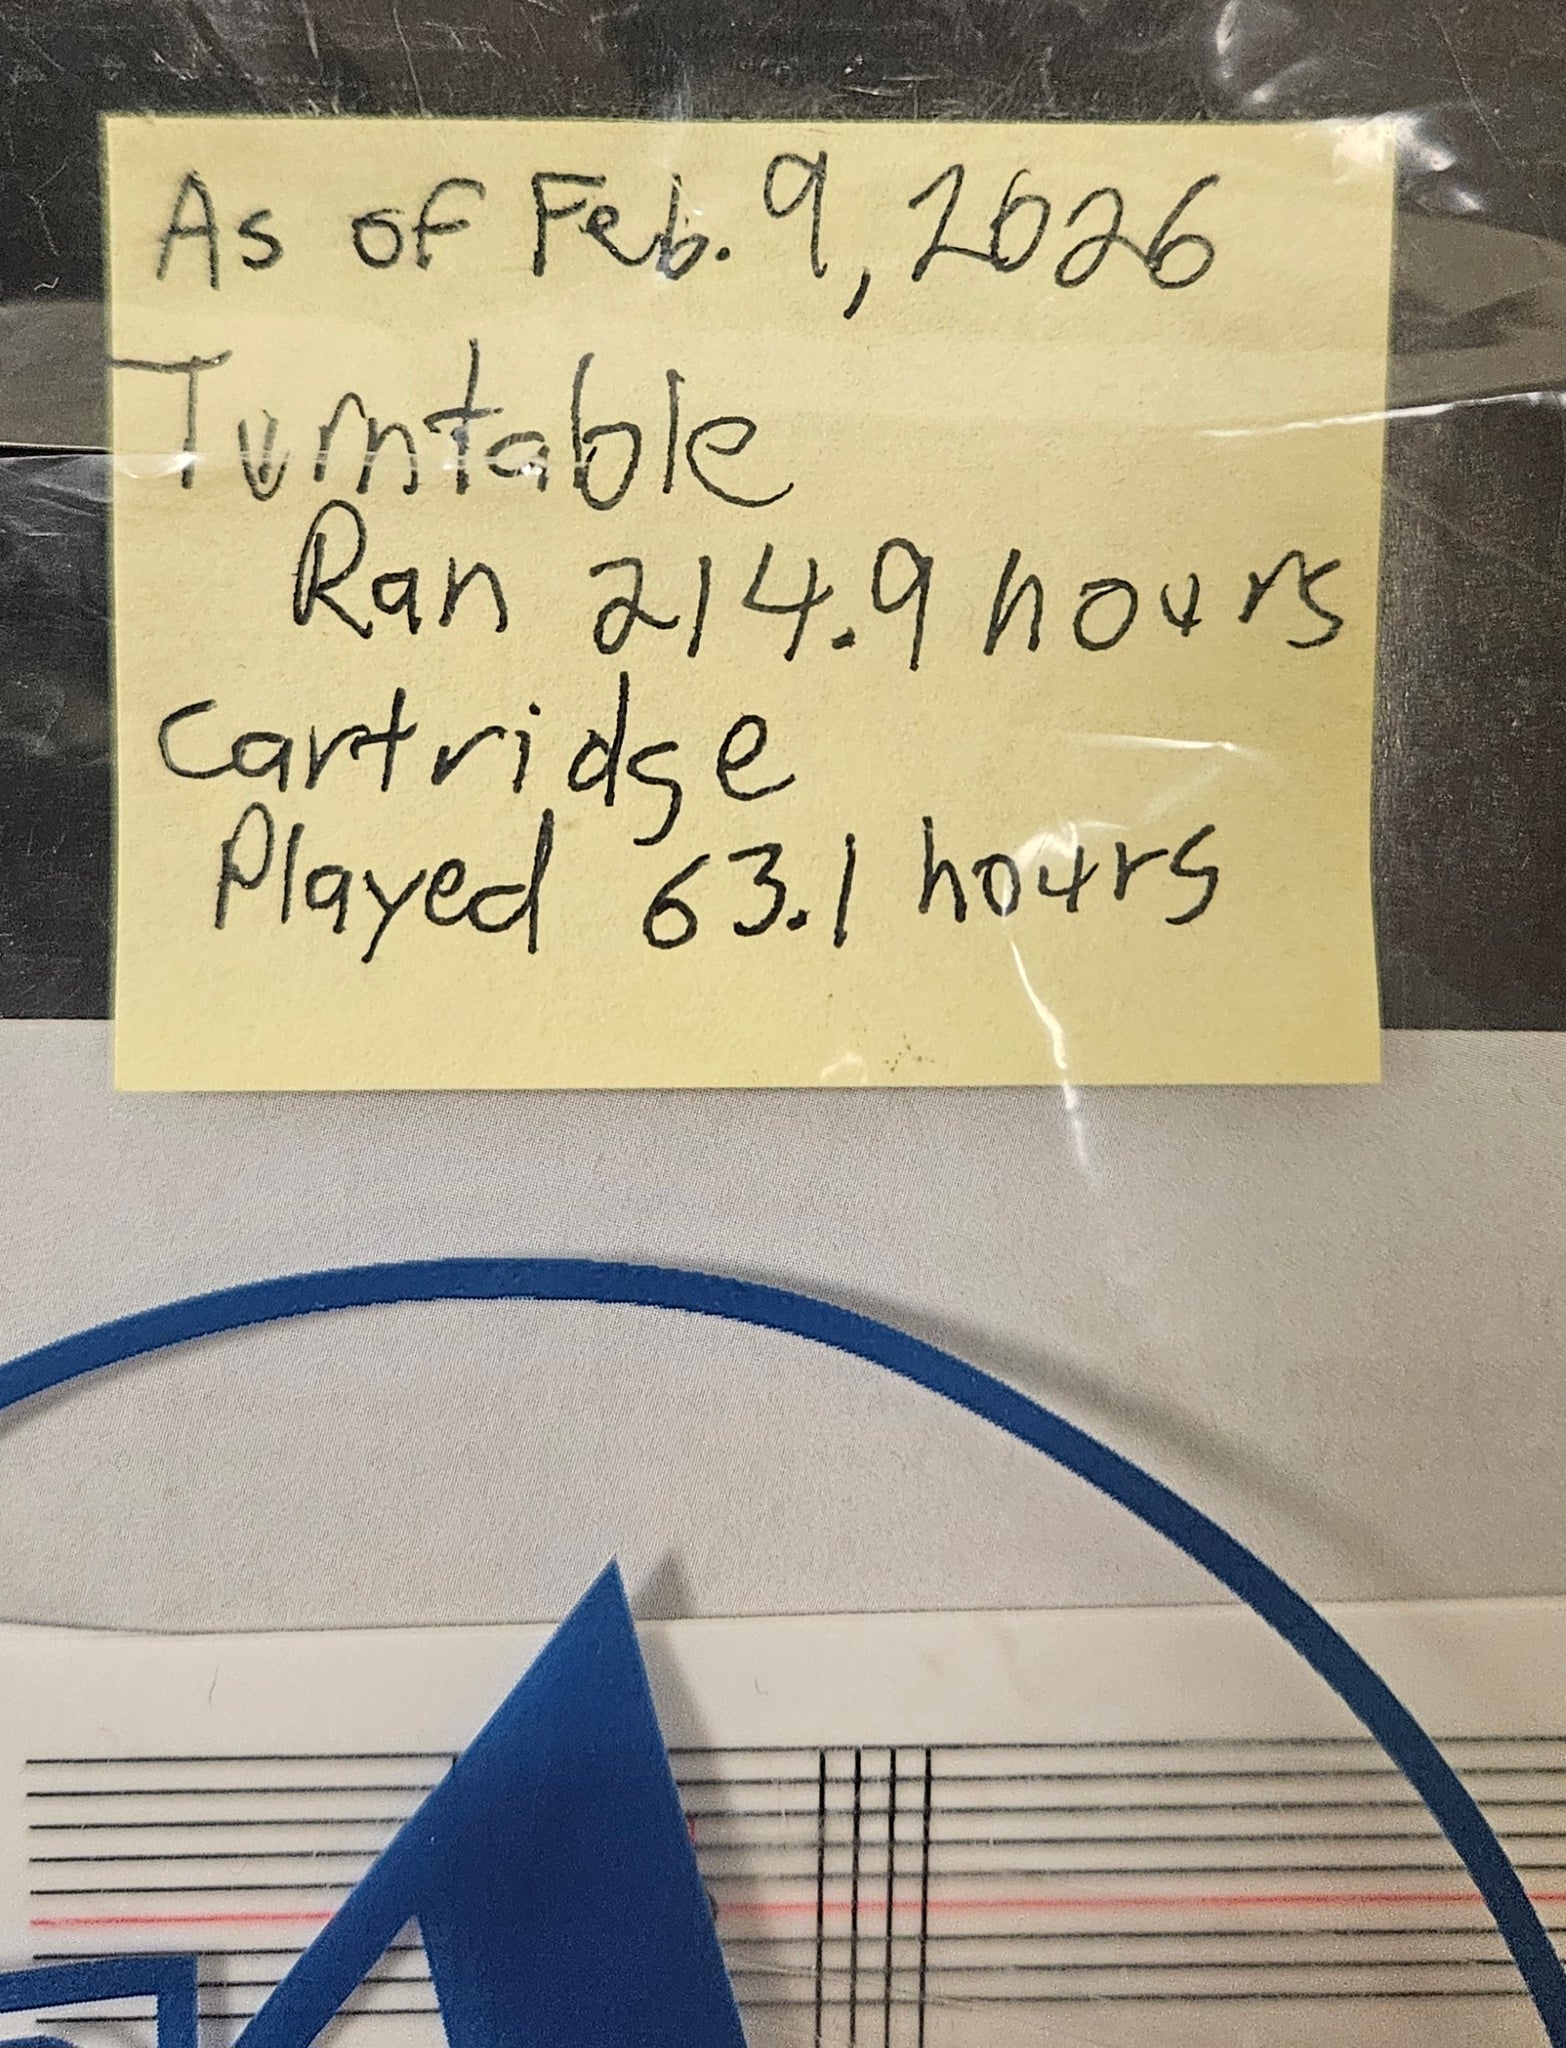 As of Feb. 9, 2026
Turntable
Ran 214.9 hours
Cartridge
Played 63.1 hours